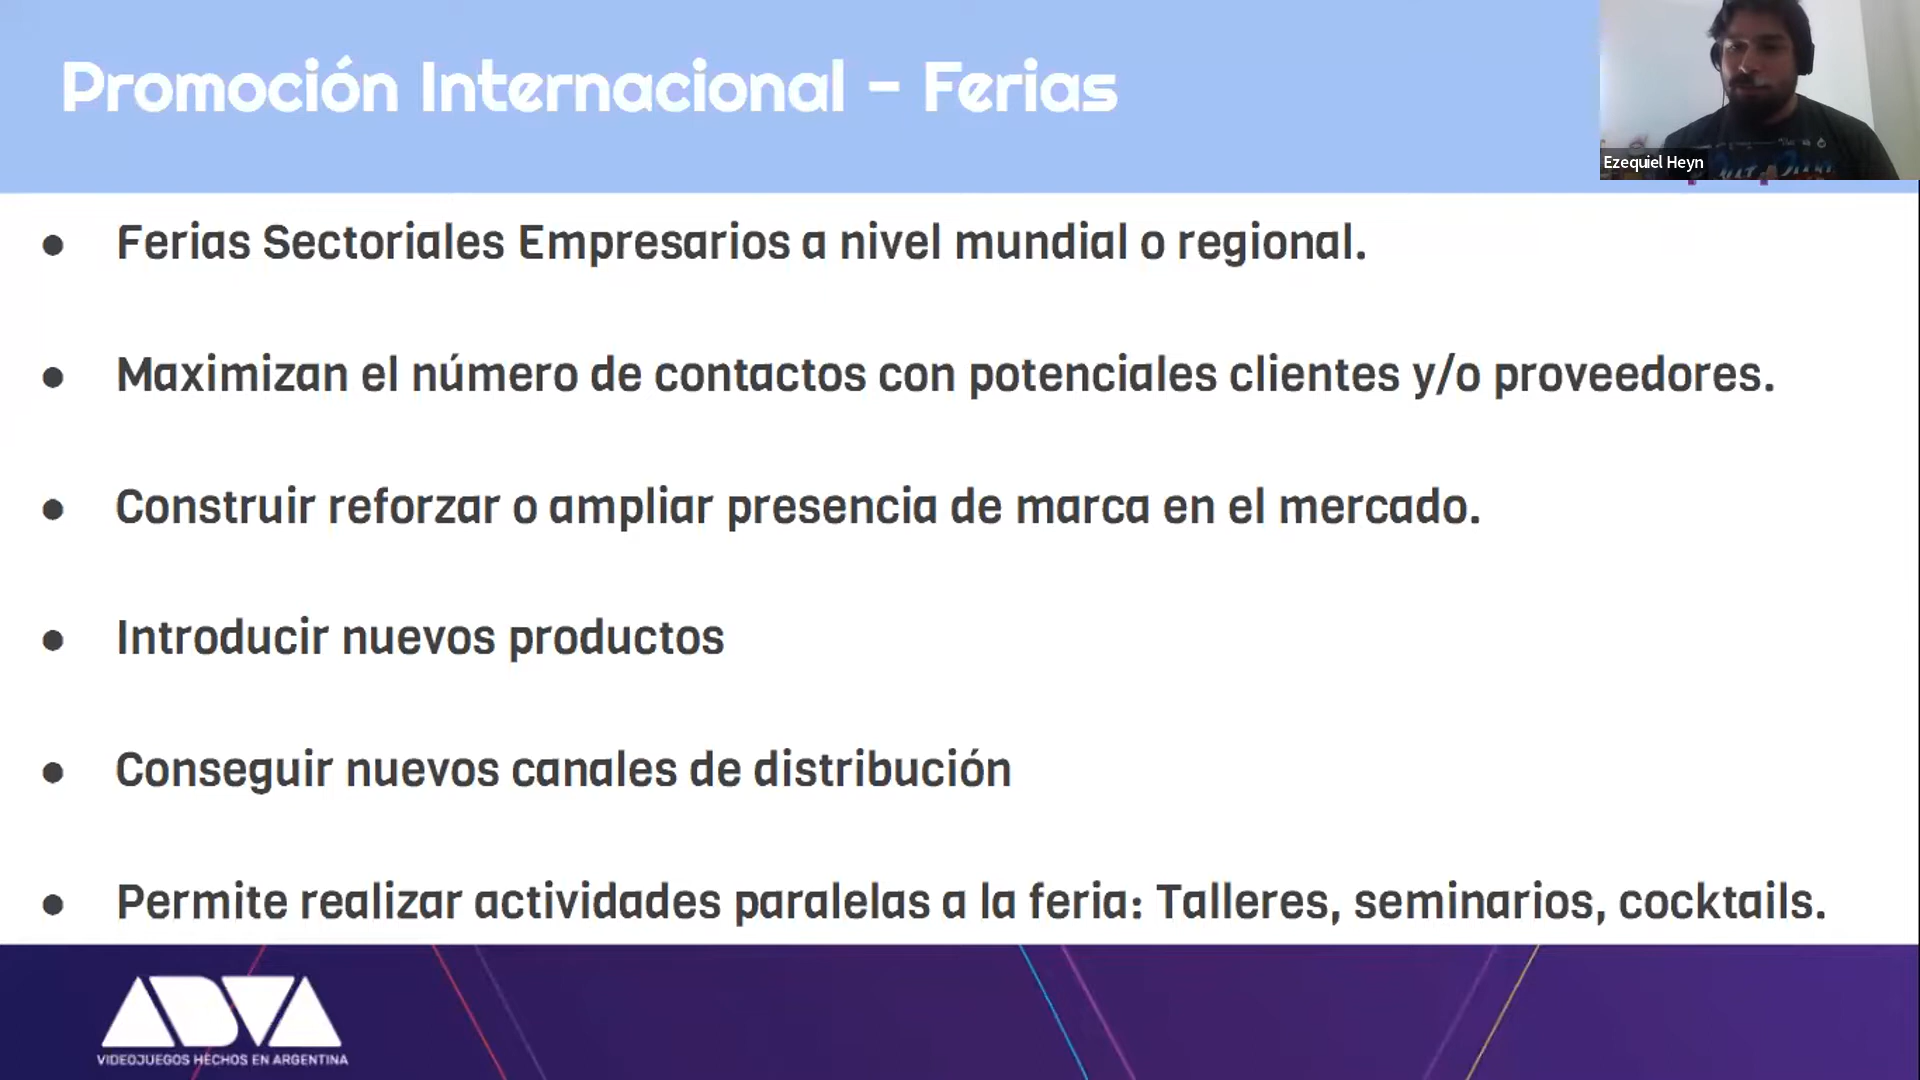 Promoción Internacional - Ferias
Ezequiel Heyn
● Ferias Sectoriales Empresarios a nivel mundial o regional.
● Maximizan el número de contactos con potenciales clientes y/o proveedores.
● Construir reforzar o ampliar presencia de marca en el mercado.
● Introducir nuevos productos
● Conseguir nuevos canales de distribución
● Permite realizar actividades paralelas a la feria: Talleres, seminarios, cocktails.
ADVA
VIDEOJUEGOS HECHOS EN ARGENTINA